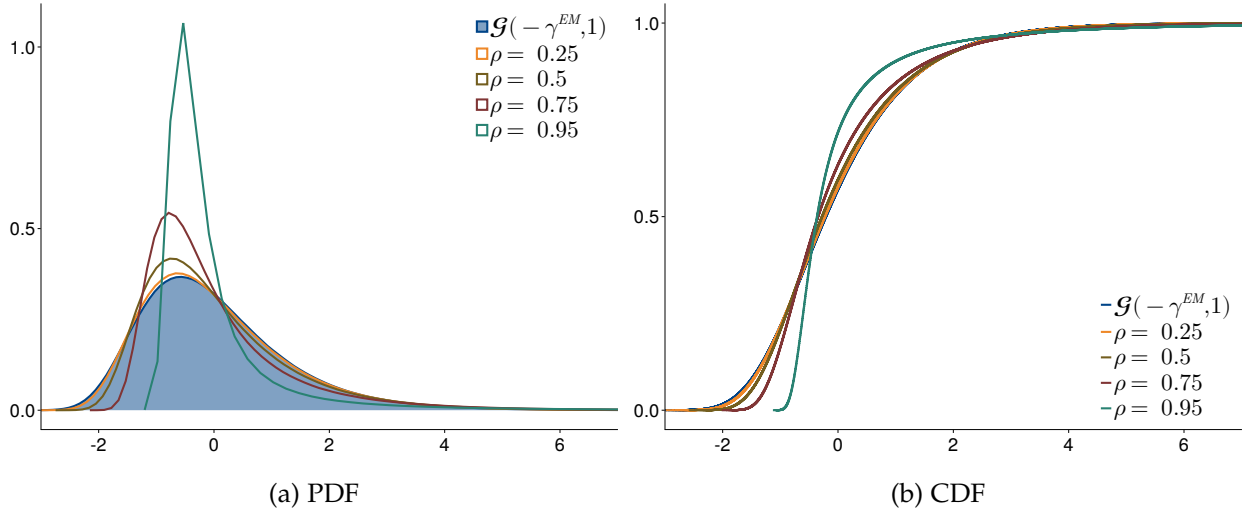 1.0
0.5
0.0
-2 0 2 4 6
𝓖(−γ^{EM},1)
ρ = 0.25
ρ = 0.5
ρ = 0.75
ρ = 0.95
(a) PDF
1.0
0.5
0.0
-2 0 2 4 6
𝓖(−γ^{EM},1)
ρ = 0.25
ρ = 0.5
ρ = 0.75
ρ = 0.95
(b) CDF